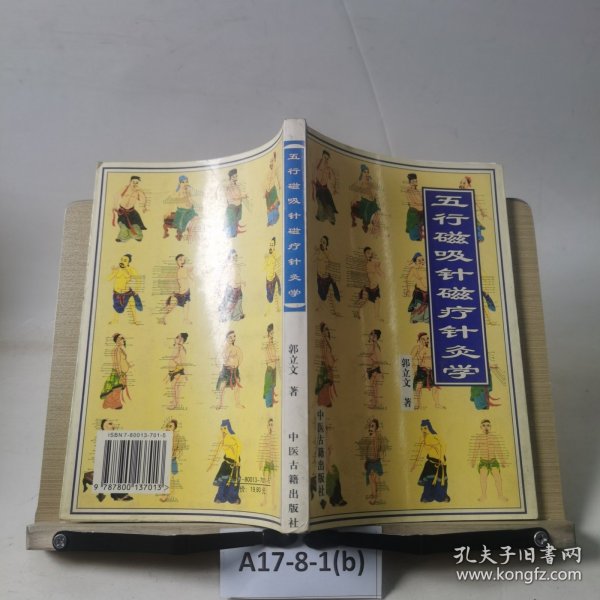 五行磁吸针磁疗针灸学
郭立文 著
中医古籍出版社
五行磁吸针磁疗针灸学
郭立文 著
中医古籍出版社
ISBN 7-80013-701-5
9 787800 137013
19.80
A17-8-1(b)
孔夫子旧书网
www.kongfz.com